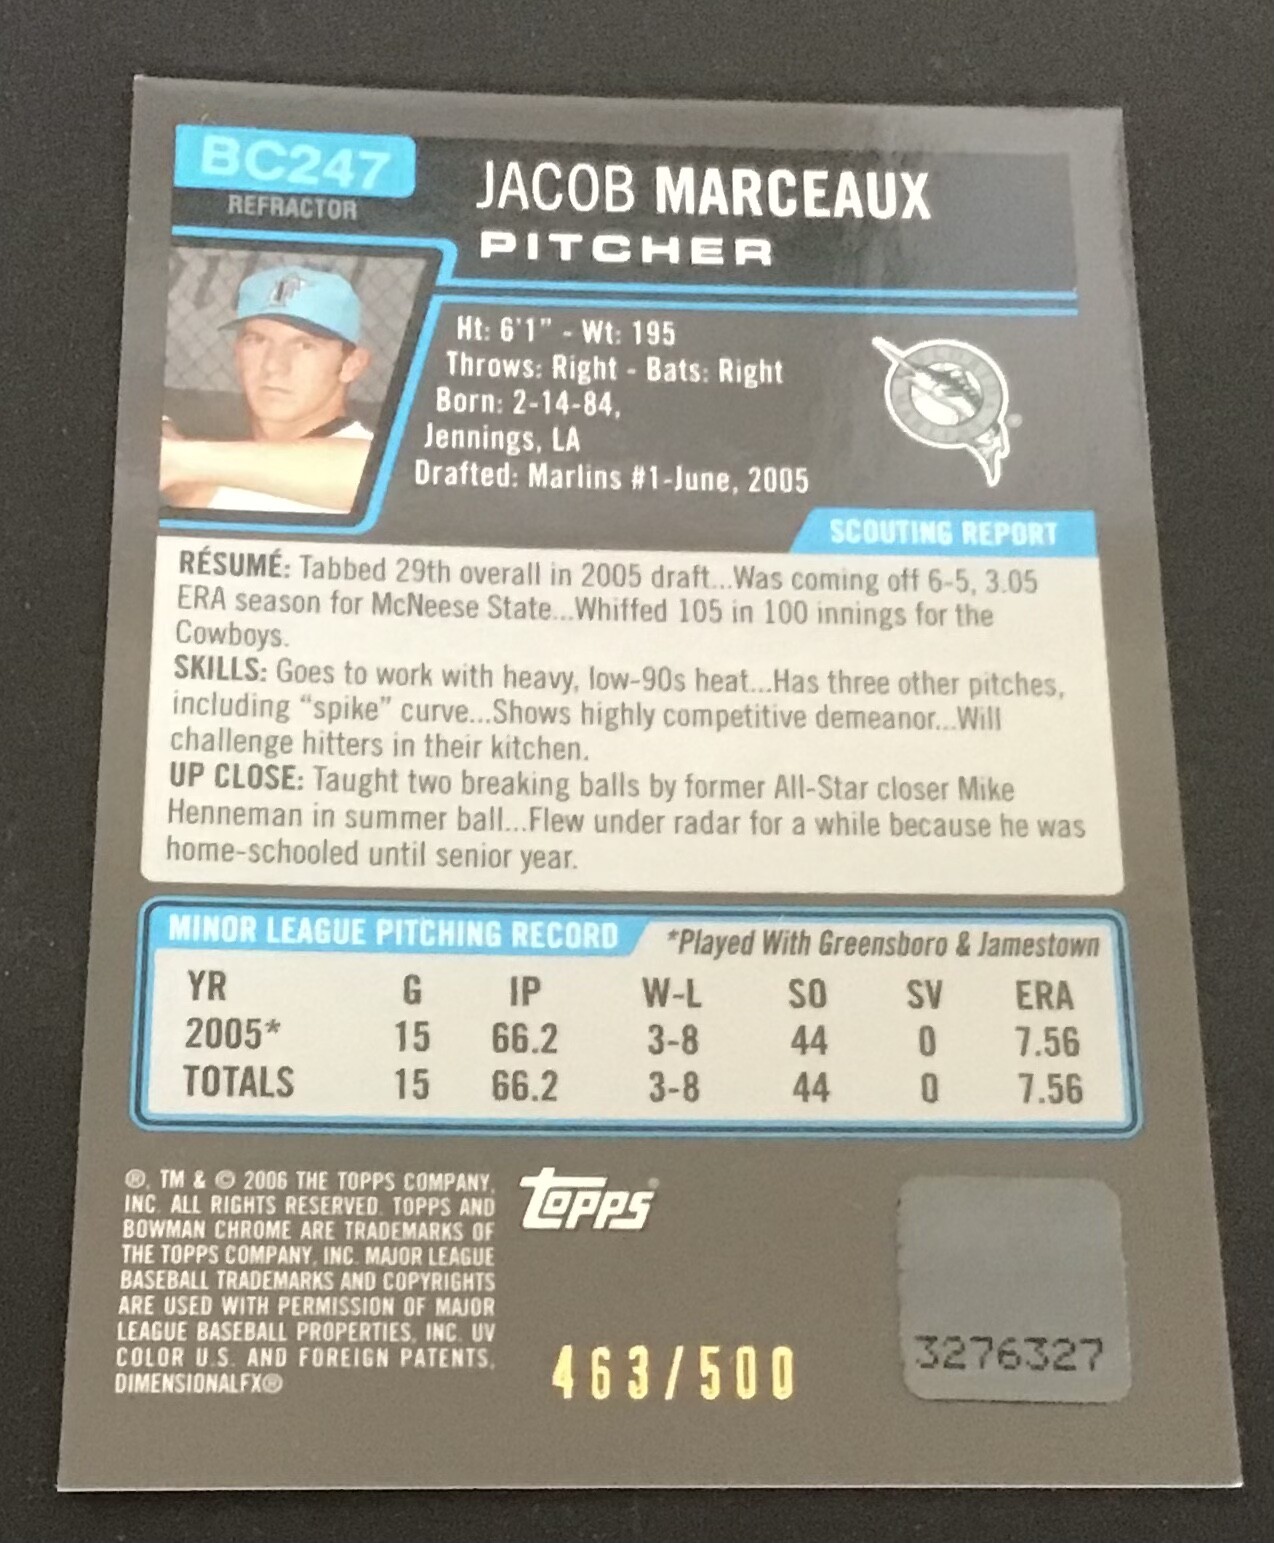 BC247
REFRACTOR
JACOB MARCEAUX
PITCHER
Ht: 6'1" - Wt: 195
Throws: Right - Bats: Right
Born: 2-14-84,
Jennings, LA
Drafted: Marlins #1-June, 2005
SCOUTING REPORT
RÉSUMÉ: Tabbed 29th overall in 2005 draft...Was coming off 6-5, 3.05
ERA season for McNeese State...Whiffed 105 in 100 innings for the
Cowboys.
SKILLS: Goes to work with heavy, low-90s heat...Has three other pitches,
including “spike” curve...Shows highly competitive demeanor...Will
challenge hitters in their kitchen.
UP CLOSE: Taught two breaking balls by former All-Star closer Mike
Henneman in summer ball...Flew under radar for a while because he was
home-schooled until senior year.
MINOR LEAGUE PITCHING RECORD *Played With Greensboro & Jamestown
YR G IP W-L SO SV ERA
2005* 15 66.2 3-8 44 0 7.56
TOTALS 15 66.2 3-8 44 0 7.56
®, TM & © 2006 THE TOPPS COMPANY,
INC. ALL RIGHTS RESERVED. TOPPS AND
BOWMAN CHROME ARE TRADEMARKS OF
THE TOPPS COMPANY, INC. MAJOR LEAGUE
BASEBALL TRADEMARKS AND COPYRIGHTS
ARE USED WITH PERMISSION OF MAJOR
LEAGUE BASEBALL PROPERTIES, INC. UV
COLOR U.S. AND FOREIGN PATENTS.
DIMENSIONALFX®
Topps®
463/500
3276327